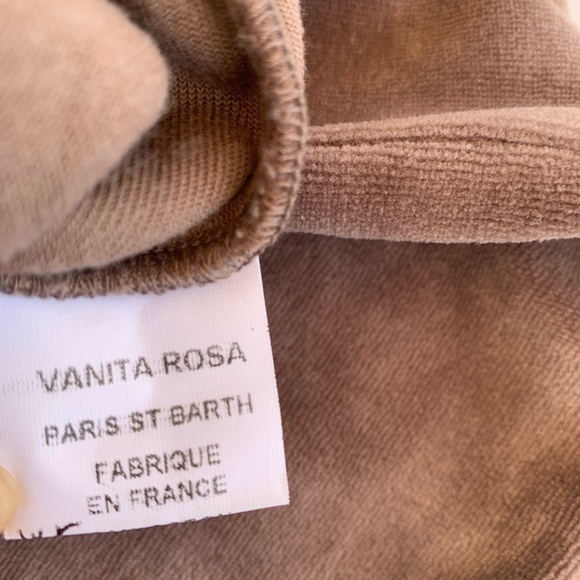 VANITA ROSA
PARIS ST BARTH
FABRIQUE
EN FRANCE